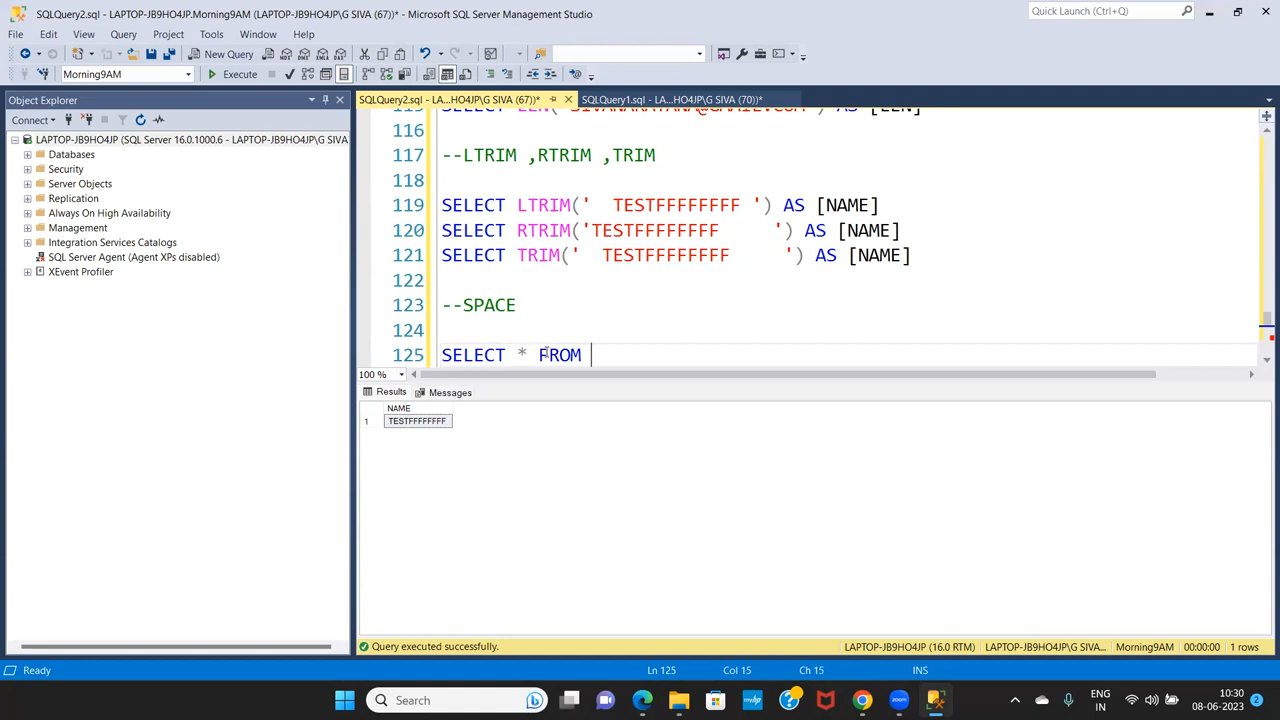 SQLQuery2.sql - LAPTOP-JB9HO4JP.Morning9AM (LAPTOP-JB9HO4JP\G SIVA (67))* - Microsoft SQL Server Management Studio
Quick Launch (Ctrl+Q)
File Edit View Query Project Tools Window Help
New Query
Morning9AM
Execute
Object Explorer
SQLQuery2.sql - LA...HO4JP\G SIVA (67))*
SQLQuery1.sql - LA...HO4JP\G SIVA (70))*
Connect
LAPTOP-JB9HO4JP (SQL Server 16.0.1000.6 - LAPTOP-JB9HO4JP\G SIVA
Databases
Security
Server Objects
Replication
Always On High Availability
Management
Integration Services Catalogs
SQL Server Agent (Agent XPs disabled)
XEvent Profiler
116
117 --LTRIM ,RTRIM ,TRIM
118
119 SELECT LTRIM('  TESTFFFFFFFF ') AS [NAME]
120 SELECT RTRIM('TESTFFFFFFFF     ') AS [NAME]
121 SELECT TRIM('  TESTFFFFFFFF     ') AS [NAME]
122
123 --SPACE
124
125 SELECT * FROM
100 %
Results Messages
NAME
1 TESTFFFFFFFF
Query executed successfully.
LAPTOP-JB9HO4JP (16.0 RTM) LAPTOP-JB9HO4JP\G SIVA... Morning9AM 00:00:00 1 rows
Ready
Ln 125 Col 15 Ch 15 INS
Search
ENG
IN
10:30
08-06-2023
2